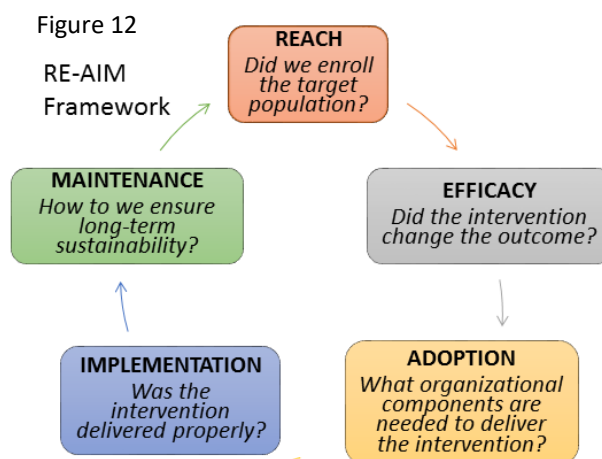 Figure 12
RE-AIM
Framework
REACH
Did we enroll
the target
population?
EFFICACY
Did the intervention
change the outcome?
ADOPTION
What organizational
components are
needed to deliver
the intervention?
IMPLEMENTATION
Was the
intervention
delivered properly?
MAINTENANCE
How to we ensure
long-term
sustainability?